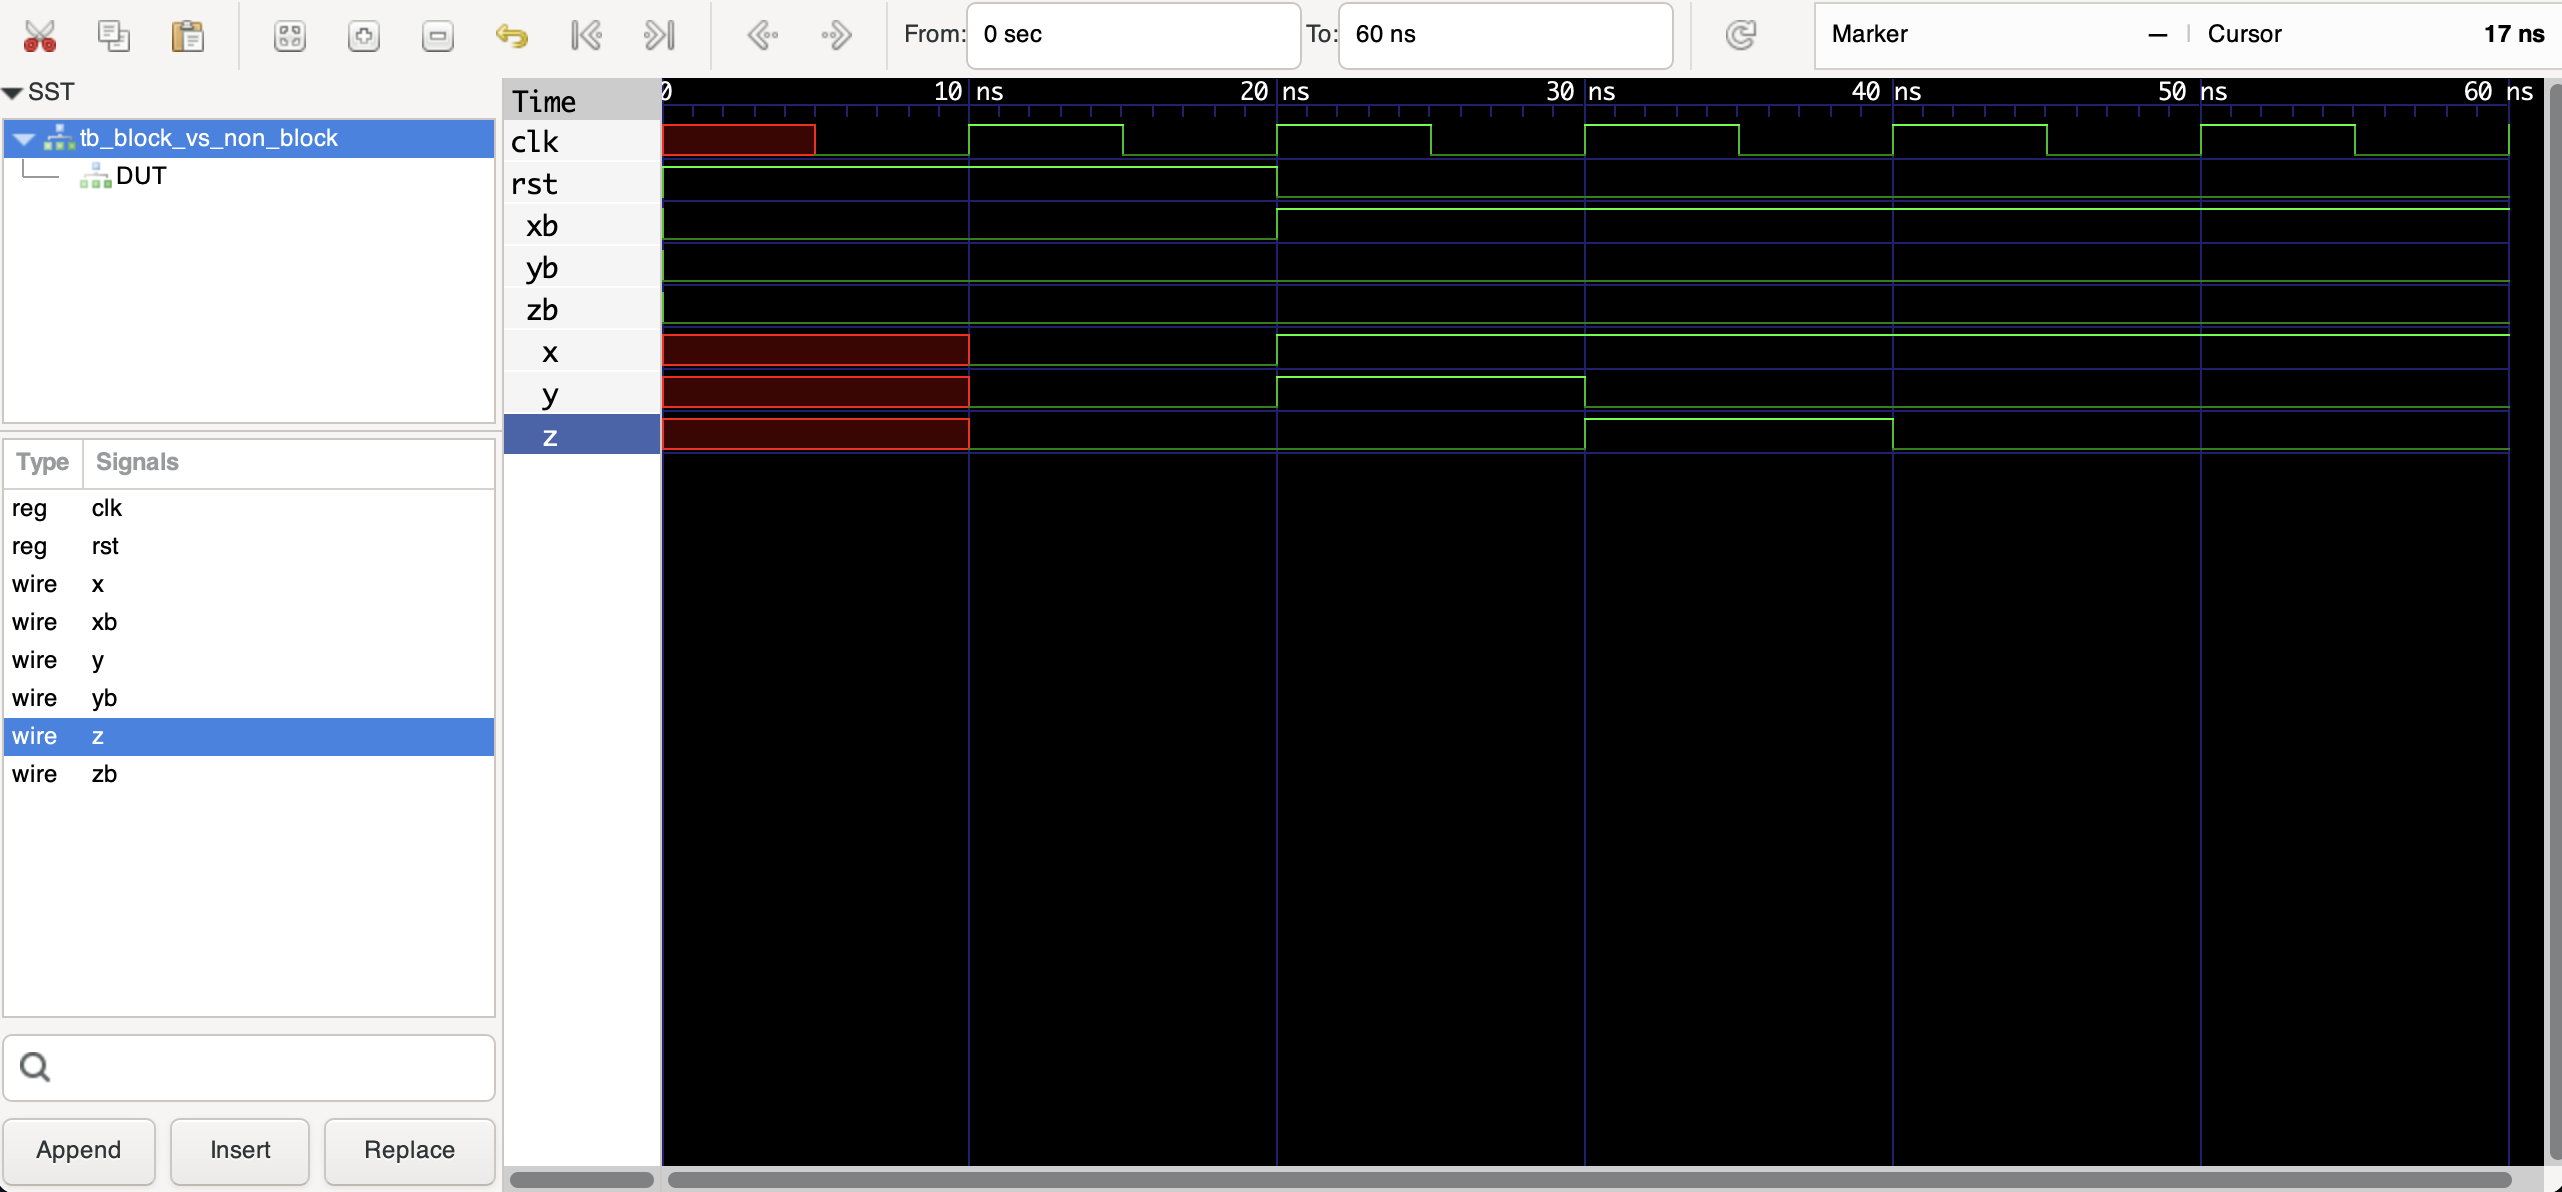 From: 0 sec To: 60 ns Marker — | Cursor 17 ns
SST
tb_block_vs_non_block
DUT
Type Signals
reg clk
reg rst
wire x
wire xb
wire y
wire yb
wire z
wire zb
Append Insert Replace
Time
clk
rst
xb
yb
zb
x
y
z
0 10 ns 20 ns 30 ns 40 ns 50 ns 60 ns